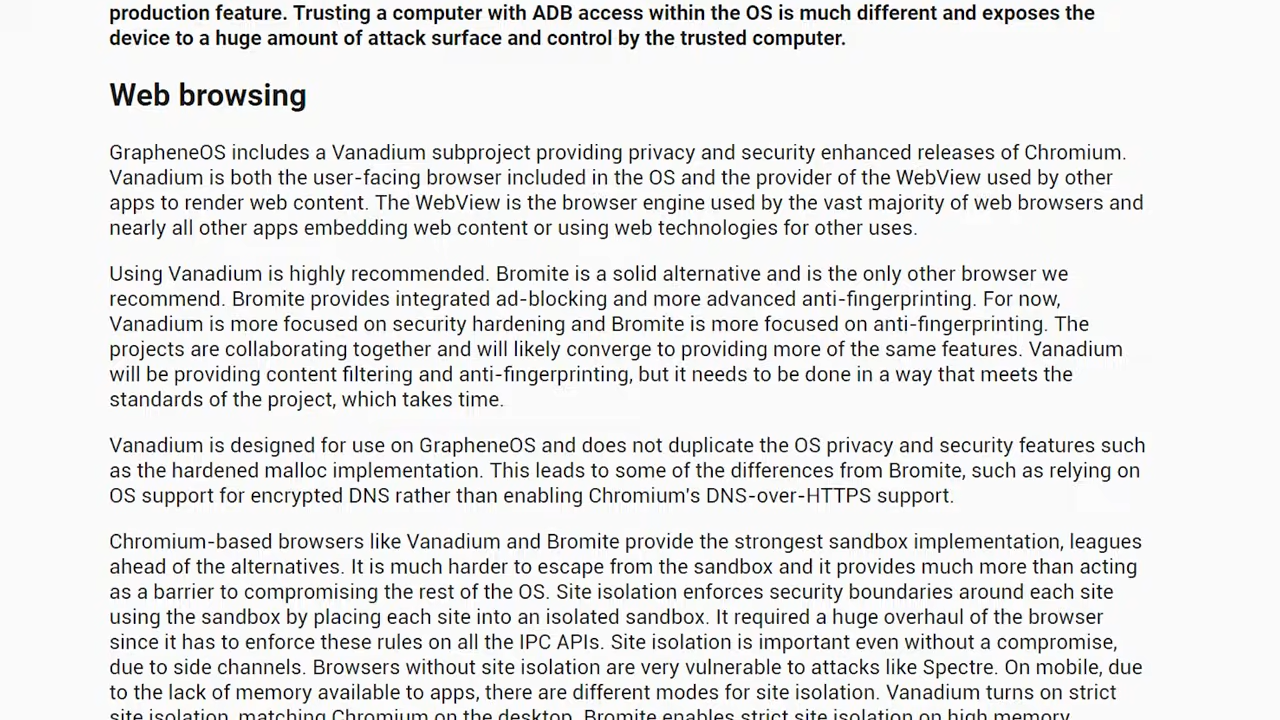 production feature. Trusting a computer with ADB access within the OS is much different and exposes the
device to a huge amount of attack surface and control by the trusted computer.
Web browsing
GrapheneOS includes a Vanadium subproject providing privacy and security enhanced releases of Chromium.
Vanadium is both the user-facing browser included in the OS and the provider of the WebView used by other
apps to render web content. The WebView is the browser engine used by the vast majority of web browsers and
nearly all other apps embedding web content or using web technologies for other uses.
Using Vanadium is highly recommended. Bromite is a solid alternative and is the only other browser we
recommend. Bromite provides integrated ad-blocking and more advanced anti-fingerprinting. For now,
Vanadium is more focused on security hardening and Bromite is more focused on anti-fingerprinting. The
projects are collaborating together and will likely converge to providing more of the same features. Vanadium
will be providing content filtering and anti-fingerprinting, but it needs to be done in a way that meets the
standards of the project, which takes time.
Vanadium is designed for use on GrapheneOS and does not duplicate the OS privacy and security features such
as the hardened malloc implementation. This leads to some of the differences from Bromite, such as relying on
OS support for encrypted DNS rather than enabling Chromium's DNS-over-HTTPS support.
Chromium-based browsers like Vanadium and Bromite provide the strongest sandbox implementation, leagues
ahead of the alternatives. It is much harder to escape from the sandbox and it provides much more than acting
as a barrier to compromising the rest of the OS. Site isolation enforces security boundaries around each site
using the sandbox by placing each site into an isolated sandbox. It required a huge overhaul of the browser
since it has to enforce these rules on all the IPC APIs. Site isolation is important even without a compromise,
due to side channels. Browsers without site isolation are very vulnerable to attacks like Spectre. On mobile, due
to the lack of memory available to apps, there are different modes for site isolation. Vanadium turns on strict
site isolation, matching Chromium on the desktop. Bromite enables strict site isolation on high memory